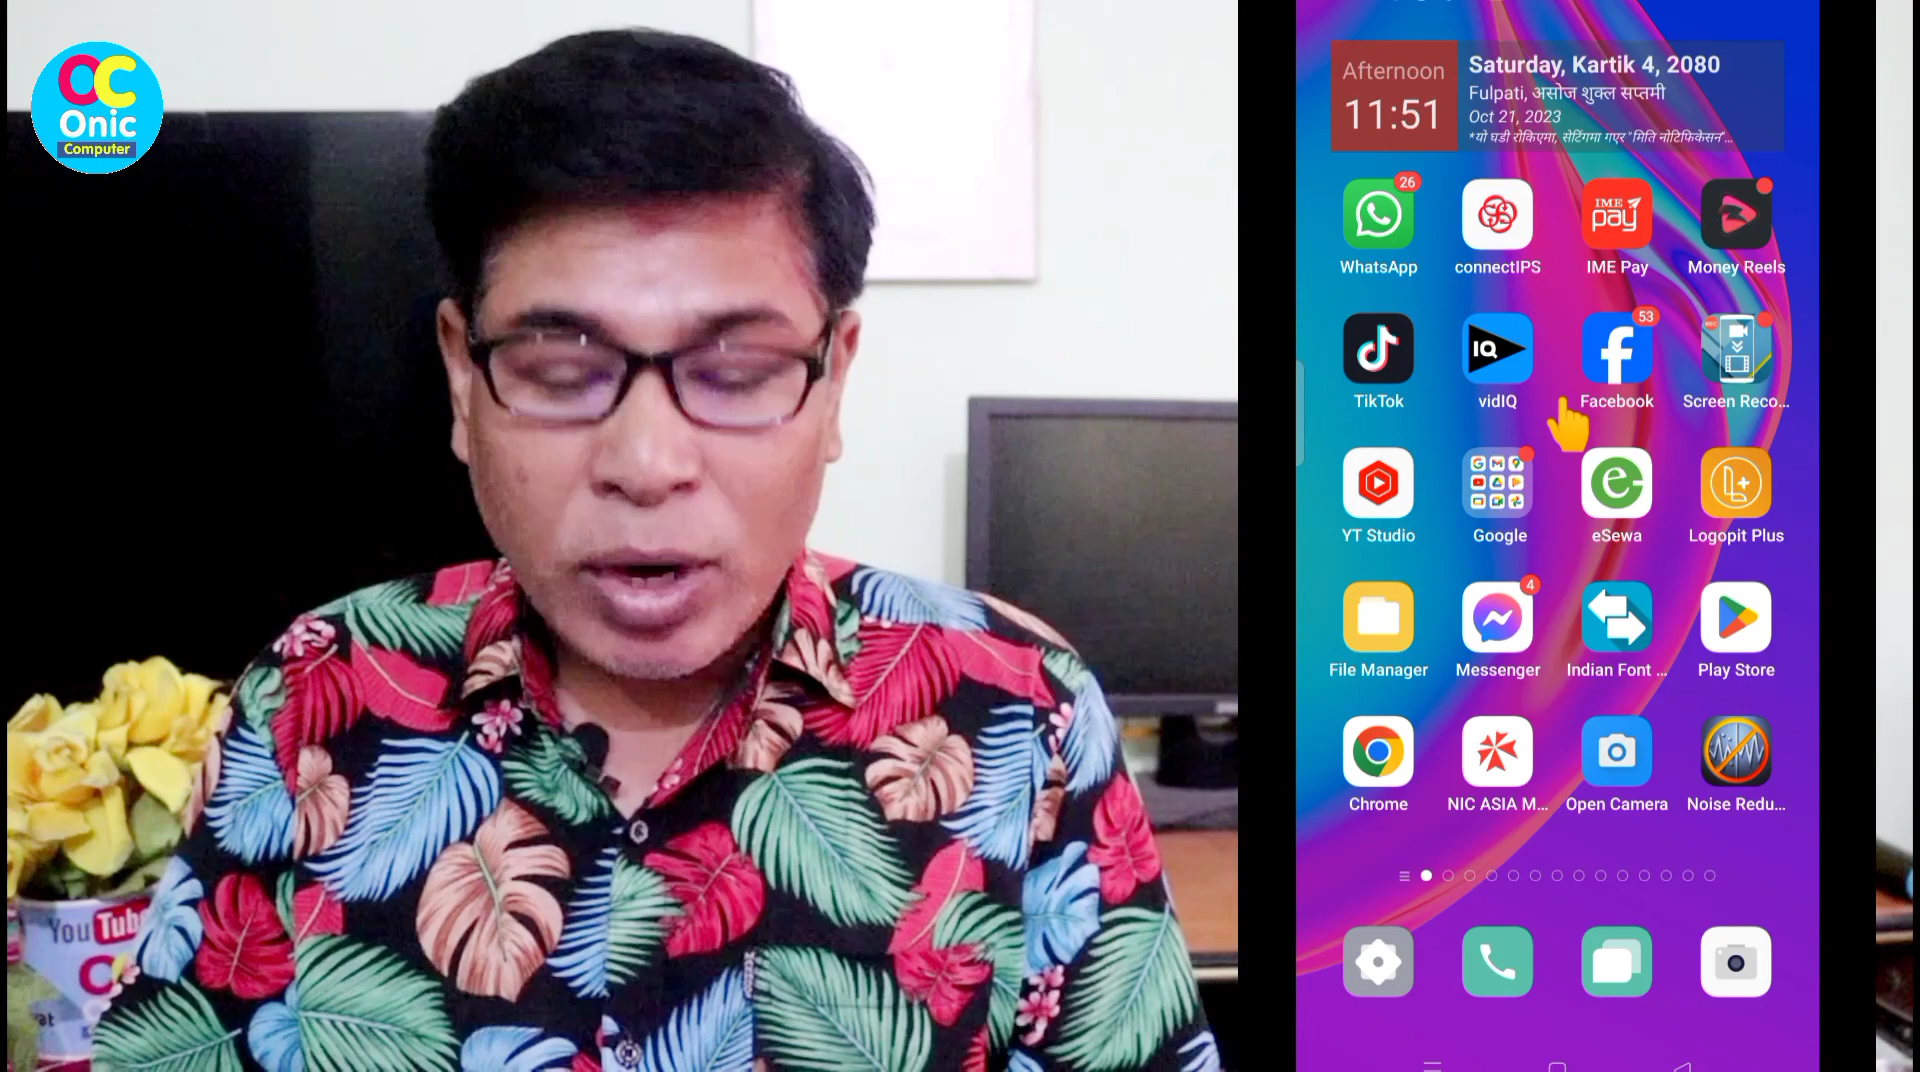 OC
Onic
Computer
YouTube
Afternoon
11:51
Saturday, Kartik 4, 2080
Fulpati, असोज शुक्ल सप्तमी
Oct 21, 2023
*यो घडी रोकिएमा, सेटिंगमा गएर "मिति नोटिफिकेसन"...
26
WhatsApp
connectIPS
IME
pay
IME Pay
Money Reels
TikTok
IQ
vidIQ
53
Facebook
REC
Screen Reco...
YT Studio
Google
eSewa
L+
Logopit Plus
File Manager
4
Messenger
Indian Font ...
Play Store
Chrome
NIC ASIA M...
Open Camera
Noise Redu...